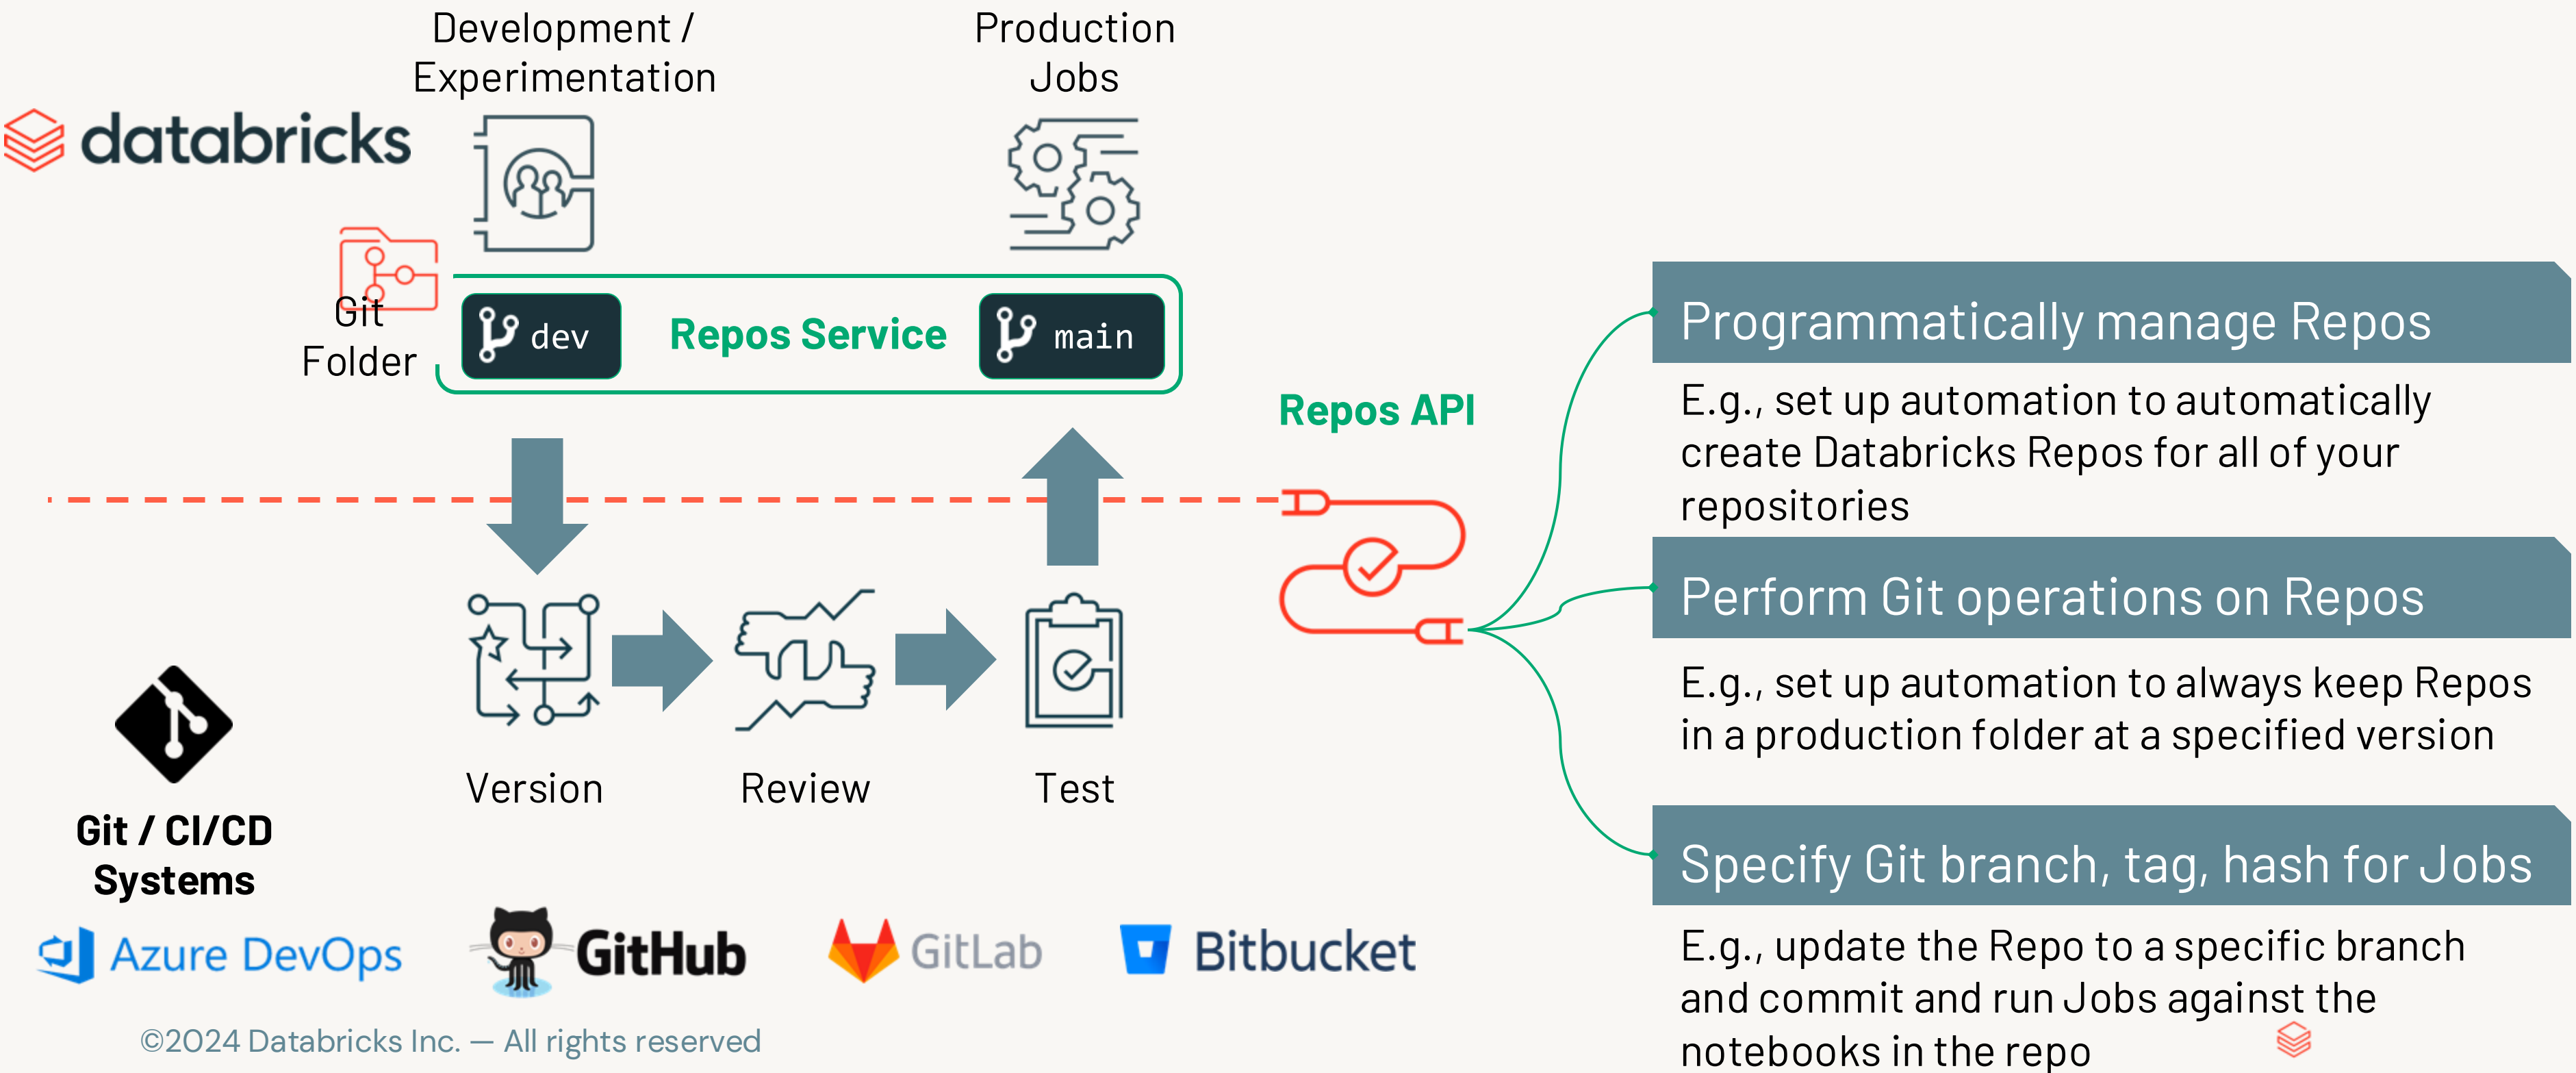 Development /
Experimentation
Production
Jobs
databricks
Git
Folder
dev
Repos Service
main
Repos API
Version
Review
Test
Git / CI/CD
Systems
Azure DevOps
GitHub
GitLab
Bitbucket
Programmatically manage Repos
E.g., set up automation to automatically
create Databricks Repos for all of your
repositories
Perform Git operations on Repos
E.g., set up automation to always keep Repos
in a production folder at a specified version
Specify Git branch, tag, hash for Jobs
E.g., update the Repo to a specific branch
and commit and run Jobs against the
notebooks in the repo
©2024 Databricks Inc. — All rights reserved